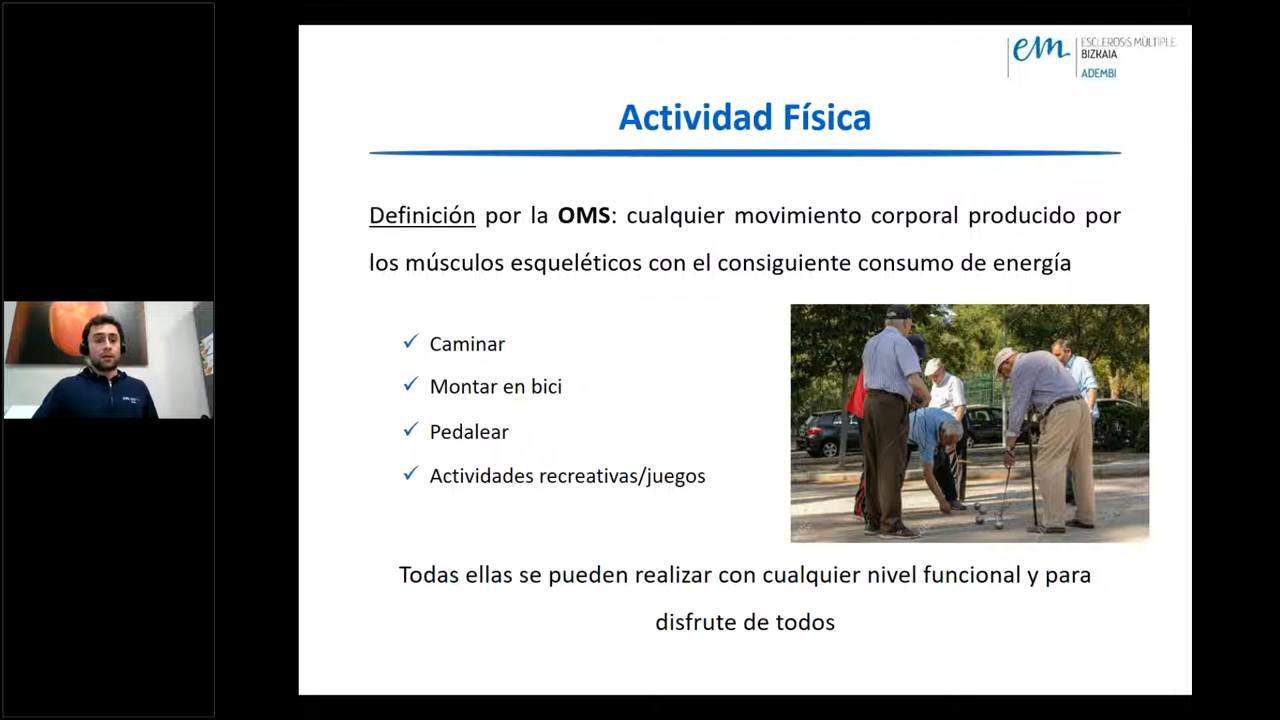 em
ESCLEROSIS MÚLTIPLE
BIZKAIA
ADEMBI
Actividad Física
Definición por la OMS: cualquier movimiento corporal producido por
los músculos esqueléticos con el consiguiente consumo de energía
✓ Caminar
✓ Montar en bici
✓ Pedalear
✓ Actividades recreativas/juegos
Todas ellas se pueden realizar con cualquier nivel funcional y para
disfrute de todos